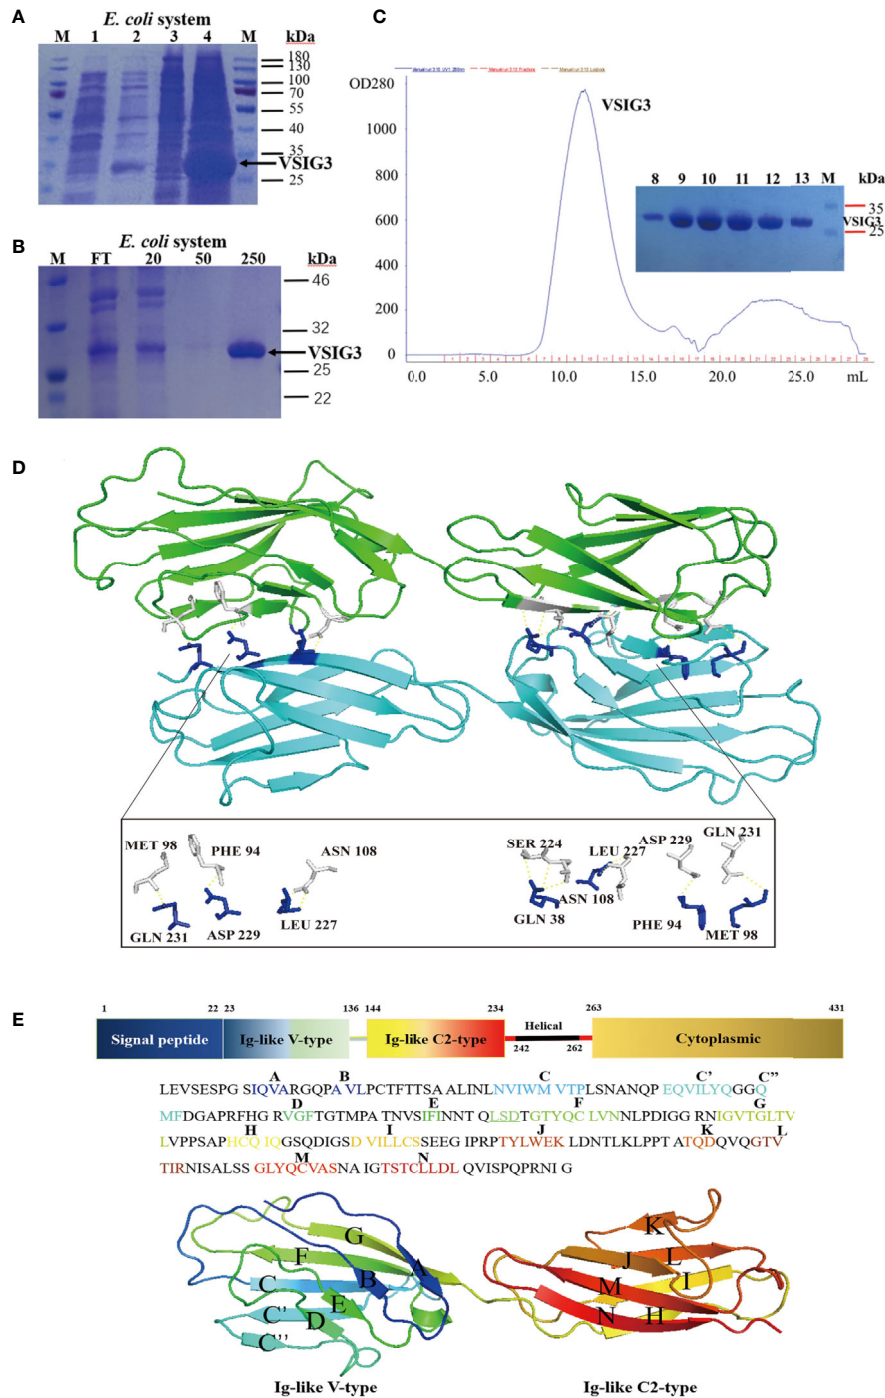 A
E. coli system
M 1 2 3 4 M kDa
180
130
100
70
55
40
35
VSIG3
25
B
E. coli system
M FT 20 50 250 kDa
46
32
VSIG3
25
22
C
OD280
1000
800
600
400
200
0
0.0 5.0 10.0 15.0 20.0 25.0 mL
VSIG3
8 9 10 11 12 13 M kDa
35
VSIG3
25
D
MET 98
PHE 94
ASN 108
GLN 231
ASP 229
LEU 227
SER 224
LEU 227
ASP 229
GLN 231
GLN 38
ASN 108
PHE 94
MET 98
E
1 22 23 136 144 234 263 431
Signal peptide
Ig-like V-type
Ig-like C2-type
Helical
242 262
Cytoplasmic
A B C C' C''
LEVSESPG SIQVARGQPA VLPCTFTTSA ALINLNVIWM VTPLSNANQP EQVILYQGGQ
D E F G
MFDGAPRFHG RVGFTGTMPA TNVSIFINNT QLSDTGTYQC LVNNLPDIGG RNIGVTGLTV
H I J K L
LVPPSAPHCQ IQGSQDIGSD VILLCSSEEG IPRPTYLWEK LDNTLKLPPT ATQDQVQGTV
M N
TIRNISALSS GLYQCVASNA IGTSTCLLDL QVISPQPRNI G
G
F
A
C
B
C'
E
D
C'''
K
J
L
I
M
N
H
Ig-like V-type
Ig-like C2-type